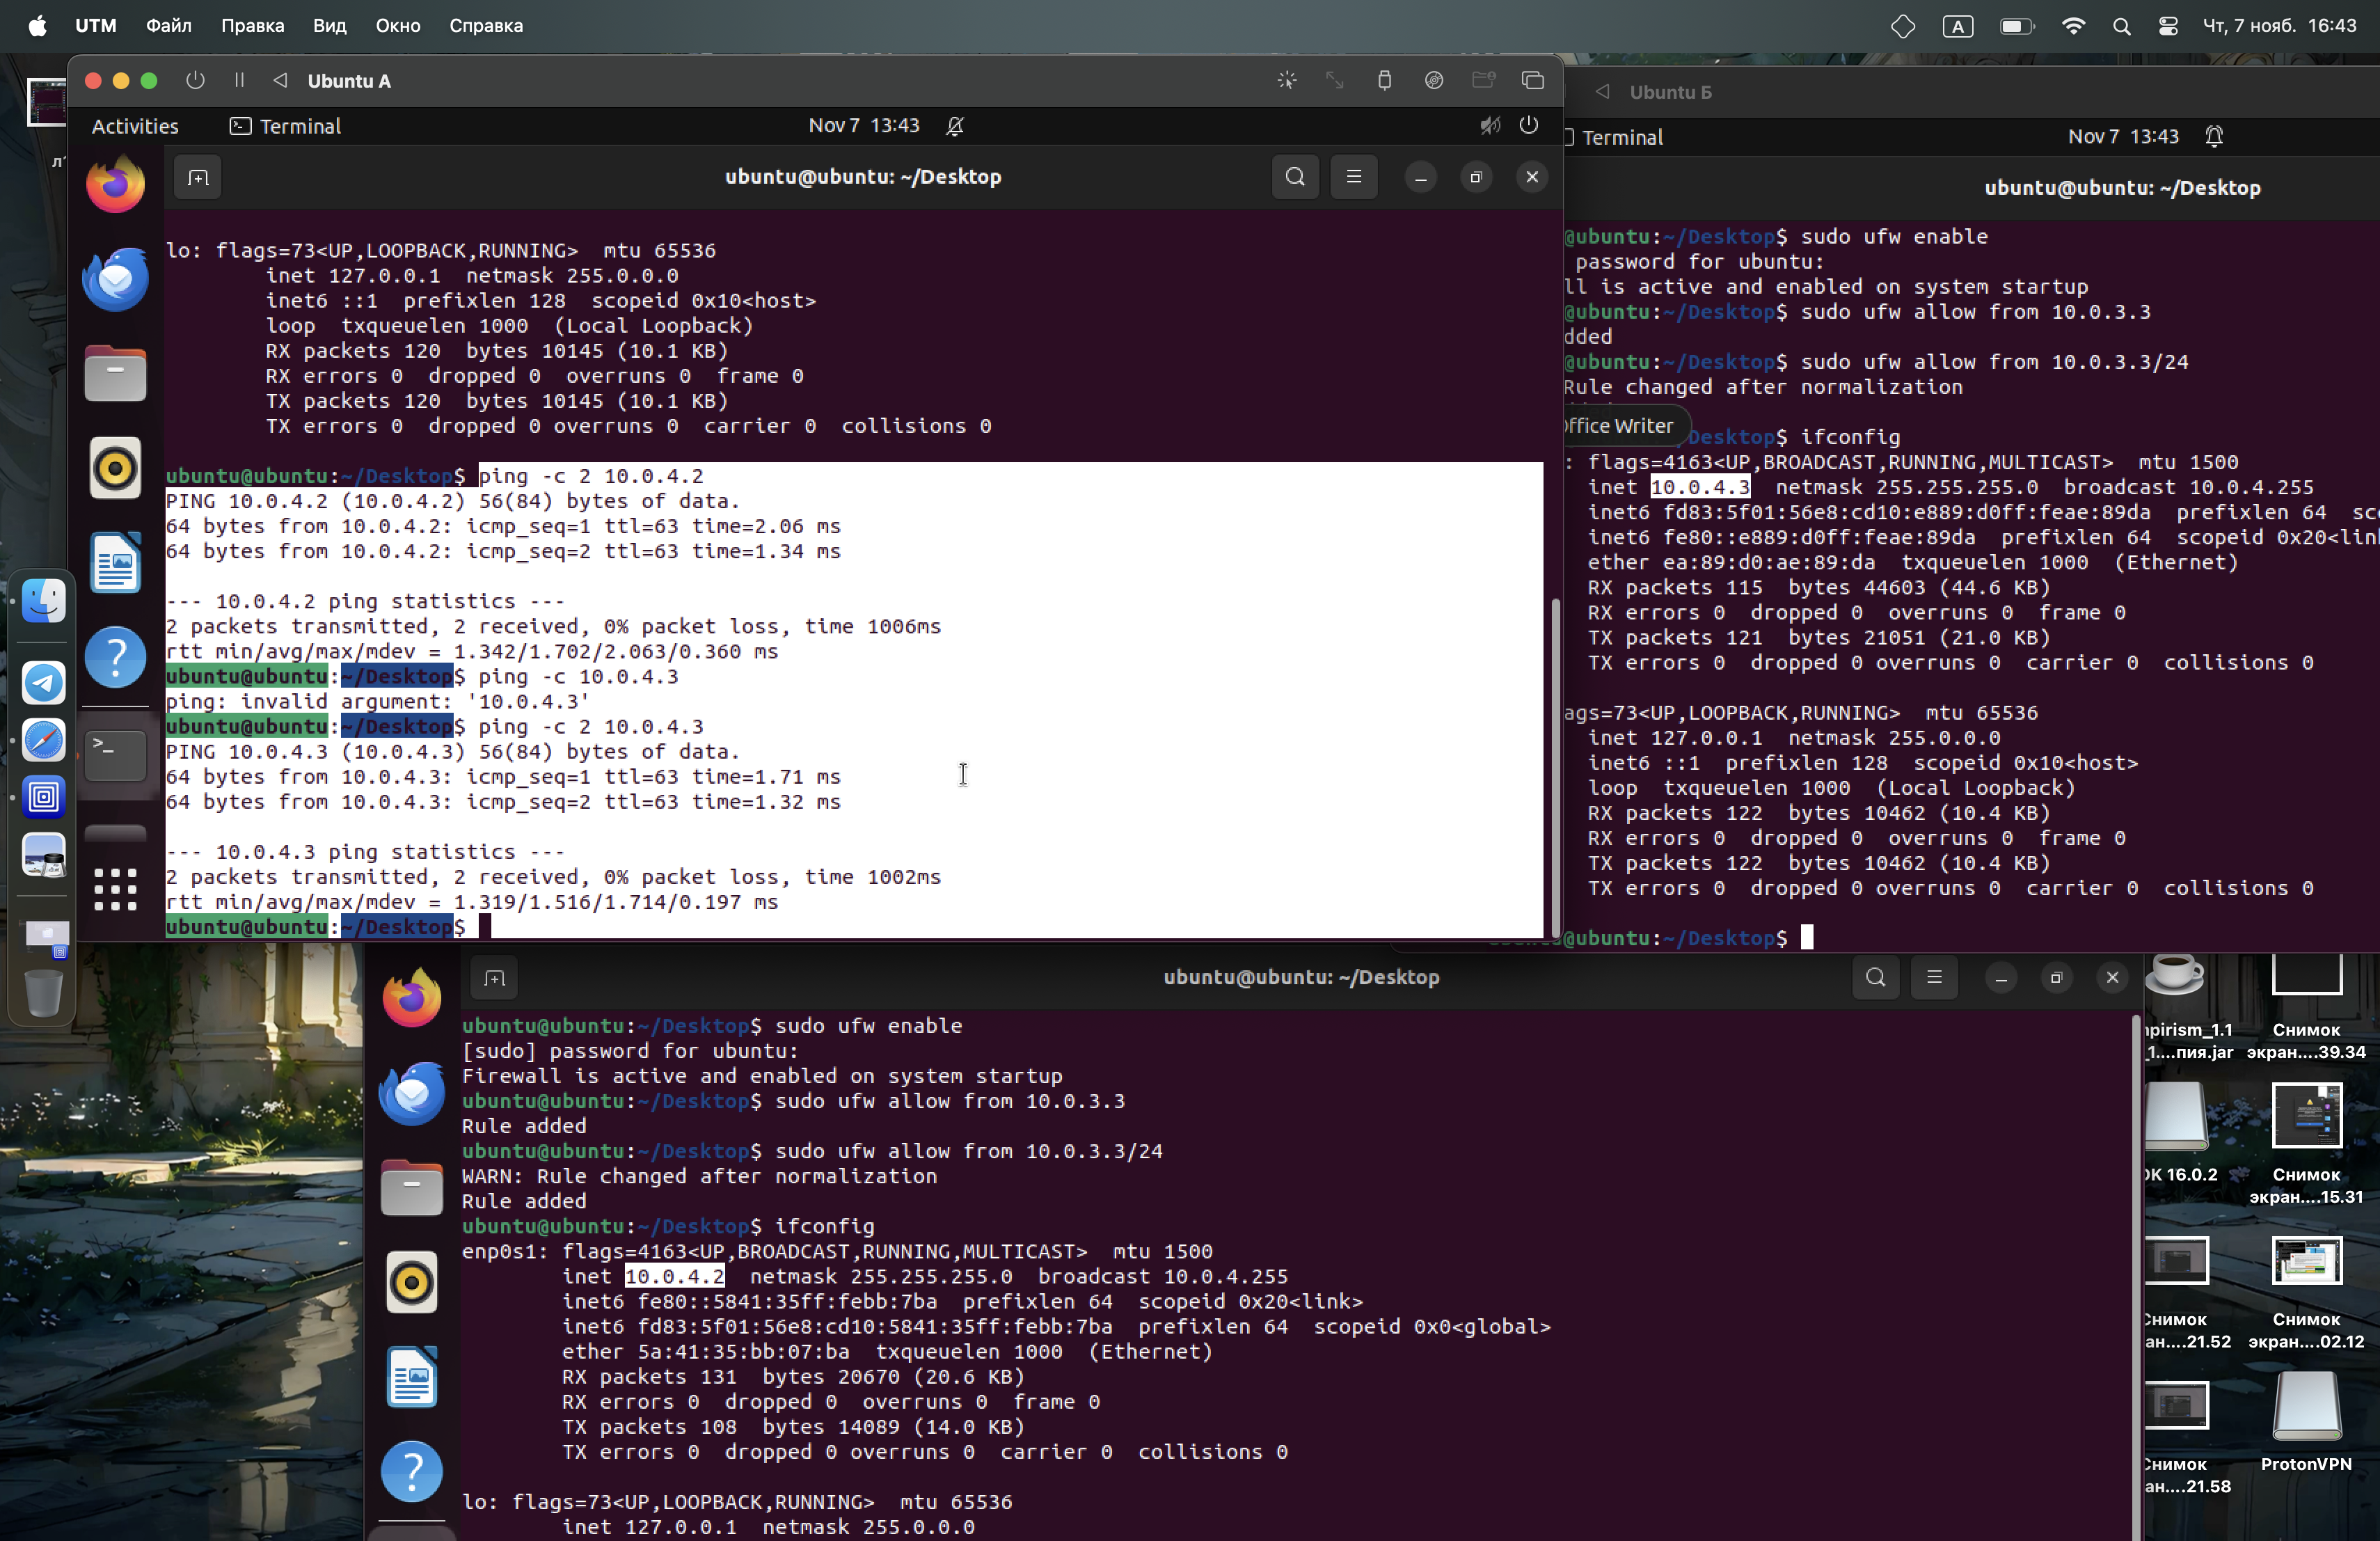 UTM Файл Правка Вид Окно Справка A Чт, 7 нояб. 16:43
Ubuntu A
Activities Terminal Nov 7 13:43
ubuntu@ubuntu: ~/Desktop
lo: flags=73<UP,LOOPBACK,RUNNING> mtu 65536
inet 127.0.0.1 netmask 255.0.0.0
inet6 ::1 prefixlen 128 scopeid 0x10<host>
loop txqueuelen 1000 (Local Loopback)
RX packets 120 bytes 10145 (10.1 KB)
RX errors 0 dropped 0 overruns 0 frame 0
TX packets 120 bytes 10145 (10.1 KB)
TX errors 0 dropped 0 overruns 0 carrier 0 collisions 0
ubuntu@ubuntu:~/Desktop$ ping -c 2 10.0.4.2
PING 10.0.4.2 (10.0.4.2) 56(84) bytes of data.
64 bytes from 10.0.4.2: icmp_seq=1 ttl=63 time=2.06 ms
64 bytes from 10.0.4.2: icmp_seq=2 ttl=63 time=1.34 ms
--- 10.0.4.2 ping statistics ---
2 packets transmitted, 2 received, 0% packet loss, time 1006ms
rtt min/avg/max/mdev = 1.342/1.702/2.063/0.360 ms
ubuntu@ubuntu:~/Desktop$ ping -c 10.0.4.3
ping: invalid argument: '10.0.4.3'
ubuntu@ubuntu:~/Desktop$ ping -c 2 10.0.4.3
PING 10.0.4.3 (10.0.4.3) 56(84) bytes of data.
64 bytes from 10.0.4.3: icmp_seq=1 ttl=63 time=1.71 ms
64 bytes from 10.0.4.3: icmp_seq=2 ttl=63 time=1.32 ms
--- 10.0.4.3 ping statistics ---
2 packets transmitted, 2 received, 0% packet loss, time 1002ms
rtt min/avg/max/mdev = 1.319/1.516/1.714/0.197 ms
ubuntu@ubuntu:~/Desktop$
Ubuntu Б
Terminal Nov 7 13:43
ubuntu@ubuntu: ~/Desktop
@ubuntu:~/Desktop$ sudo ufw enable
password for ubuntu:
ll is active and enabled on system startup
@ubuntu:~/Desktop$ sudo ufw allow from 10.0.3.3
dded
@ubuntu:~/Desktop$ sudo ufw allow from 10.0.3.3/24
Rule changed after normalization
ffice Writer
Desktop$ ifconfig
: flags=4163<UP,BROADCAST,RUNNING,MULTICAST> mtu 1500
inet 10.0.4.3 netmask 255.255.255.0 broadcast 10.0.4.255
inet6 fd83:5f01:56e8:cd10:e889:d0ff:feae:89da prefixlen 64 sc
inet6 fe80::e889:d0ff:feae:89da prefixlen 64 scopeid 0x20<lin
ether ea:89:d0:ae:89:da txqueuelen 1000 (Ethernet)
RX packets 115 bytes 44603 (44.6 KB)
RX errors 0 dropped 0 overruns 0 frame 0
TX packets 121 bytes 21051 (21.0 KB)
TX errors 0 dropped 0 overruns 0 carrier 0 collisions 0
ags=73<UP,LOOPBACK,RUNNING> mtu 65536
inet 127.0.0.1 netmask 255.0.0.0
inet6 ::1 prefixlen 128 scopeid 0x10<host>
loop txqueuelen 1000 (Local Loopback)
RX packets 122 bytes 10462 (10.4 KB)
RX errors 0 dropped 0 overruns 0 frame 0
TX packets 122 bytes 10462 (10.4 KB)
TX errors 0 dropped 0 overruns 0 carrier 0 collisions 0
@ubuntu:~/Desktop$
ubuntu@ubuntu: ~/Desktop
ubuntu@ubuntu:~/Desktop$ sudo ufw enable
[sudo] password for ubuntu:
Firewall is active and enabled on system startup
ubuntu@ubuntu:~/Desktop$ sudo ufw allow from 10.0.3.3
Rule added
ubuntu@ubuntu:~/Desktop$ sudo ufw allow from 10.0.3.3/24
WARN: Rule changed after normalization
Rule added
ubuntu@ubuntu:~/Desktop$ ifconfig
enp0s1: flags=4163<UP,BROADCAST,RUNNING,MULTICAST> mtu 1500
inet 10.0.4.2 netmask 255.255.255.0 broadcast 10.0.4.255
inet6 fe80::5841:35ff:febb:7ba prefixlen 64 scopeid 0x20<link>
inet6 fd83:5f01:56e8:cd10:5841:35ff:febb:7ba prefixlen 64 scopeid 0x0<global>
ether 5a:41:35:bb:07:ba txqueuelen 1000 (Ethernet)
RX packets 131 bytes 20670 (20.6 KB)
RX errors 0 dropped 0 overruns 0 frame 0
TX packets 108 bytes 14089 (14.0 KB)
TX errors 0 dropped 0 overruns 0 carrier 0 collisions 0
lo: flags=73<UP,LOOPBACK,RUNNING> mtu 65536
inet 127.0.0.1 netmask 255.0.0.0
pirism_1.1
_1....пия.jar
Снимок
экран....39.34
K 16.0.2
Снимок
экран....15.31
Снимок
ан....21.52
Снимок
экран....02.12
Снимок
ан....21.58
ProtonVPN